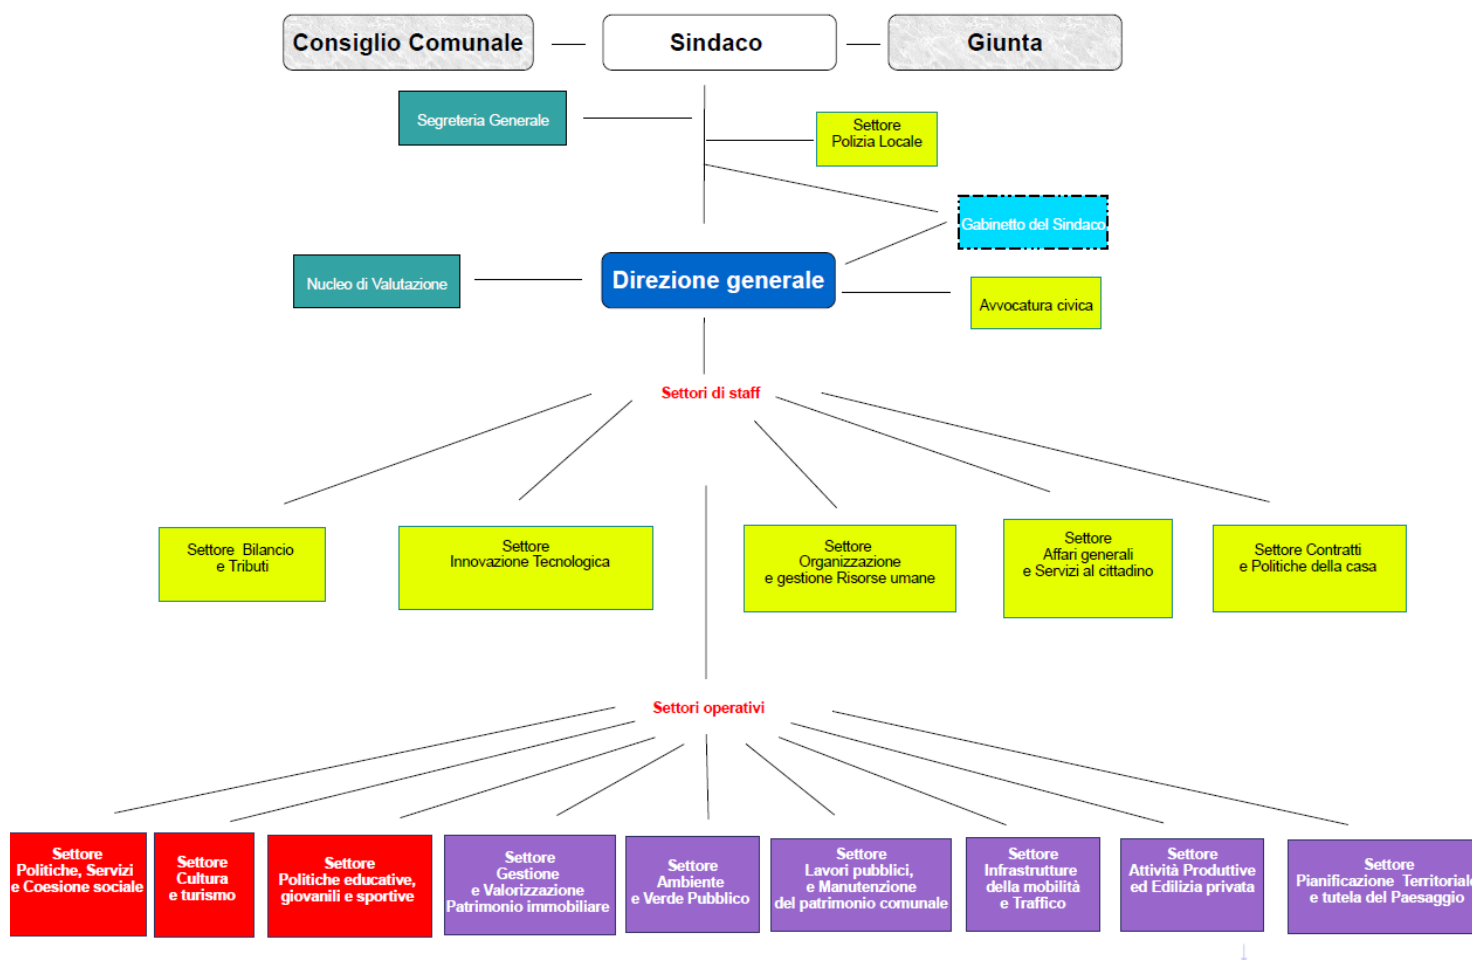 Consiglio Comunale
Sindaco
Giunta
Segreteria Generale
Settore
Polizia Locale
Gabinetto del Sindaco
Nucleo di Valutazione
Direzione generale
Avvocatura civica
Settori di staff
Settore Bilancio
e Tributi
Settore
Innovazione Tecnologica
Settore
Organizzazione
e gestione Risorse umane
Settore
Affari generali
e Servizi al cittadino
Settore Contratti
e Politiche della casa
Settori operativi
Settore
Politiche, Servizi
e Coesione sociale
Settore
Cultura
e turismo
Settore
Politiche educative,
giovanili e sportive
Settore
Gestione
e Valorizzazione
Patrimonio immobiliare
Settore
Ambiente
e Verde Pubblico
Settore
Lavori pubblici,
e Manutenzione
del patrimonio comunale
Settore
Infrastrutture
della mobilità
e Traffico
Settore
Attività Produttive
ed Edilizia privata
Settore
Pianificazione Territoriale
e tutela del Paesaggio